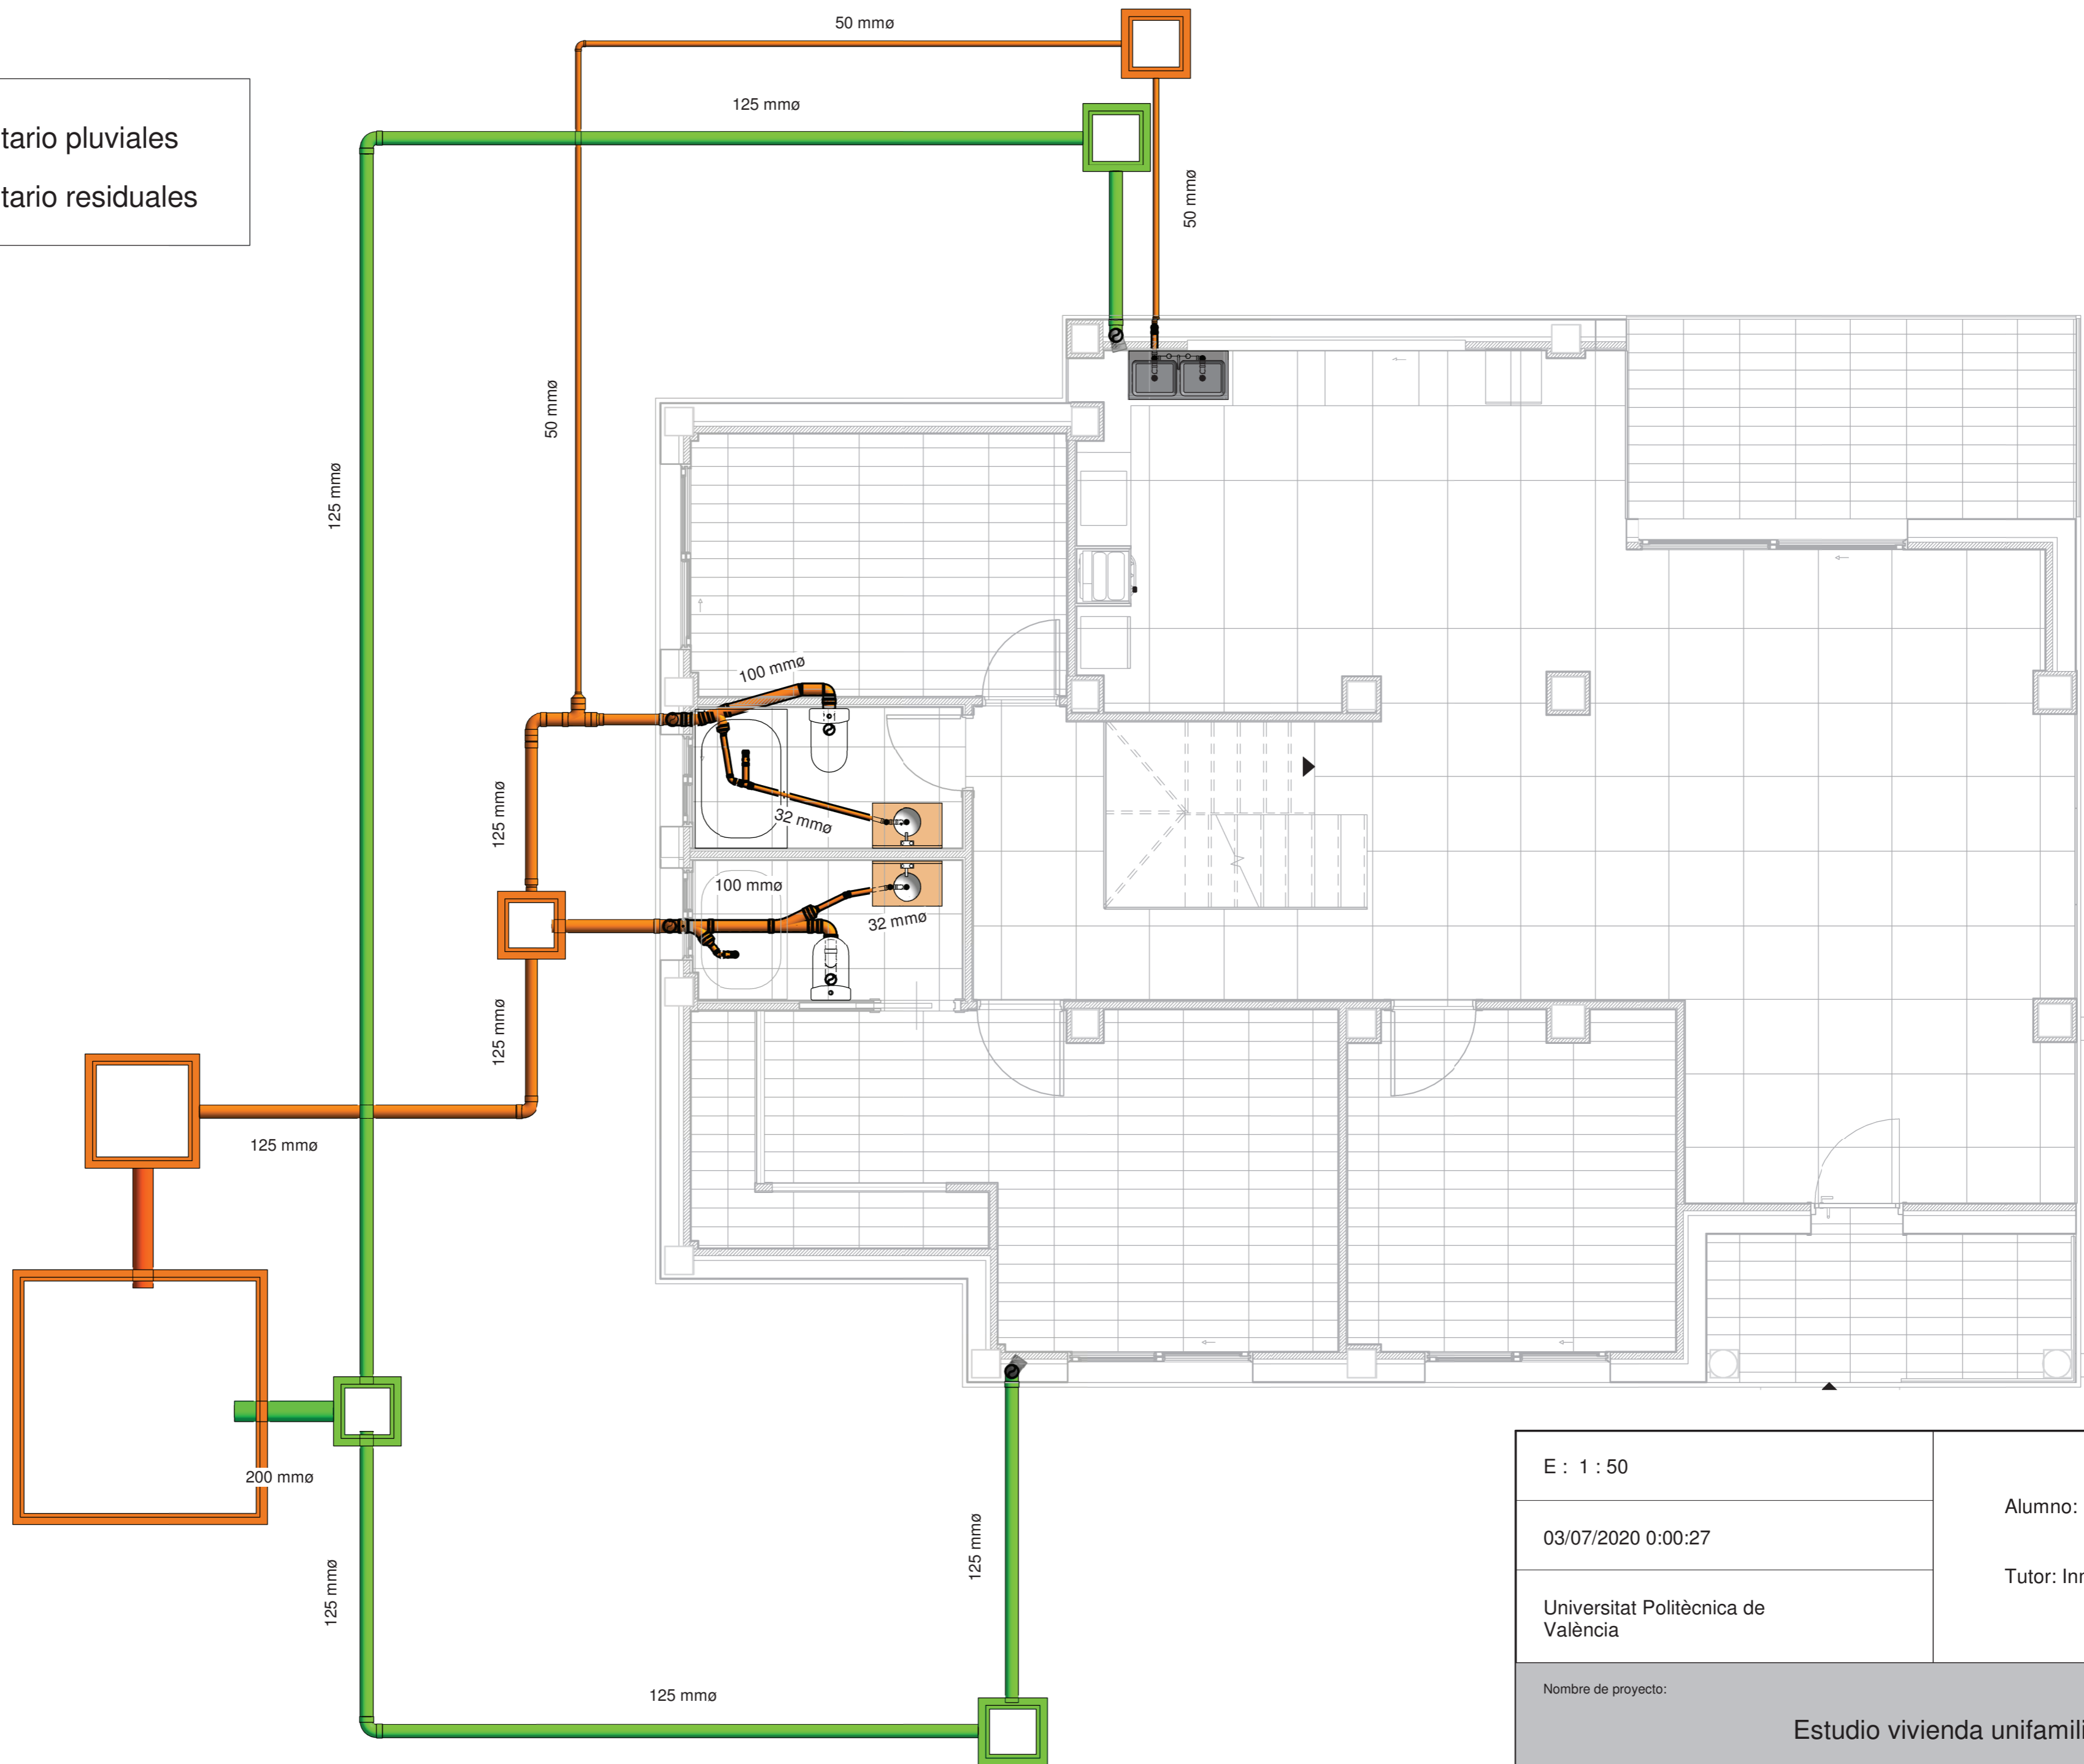 50 mmø
125 mmø
tario pluviales
tario residuales
50 mmø
50 mmø
125 mmø
100 mmø
32 mmø
125 mmø
100 mmø
32 mmø
125 mmø
125 mmø
200 mmø
125 mmø
125 mmø
125 mmø
E : 1 : 50
03/07/2020 0:00:27
Universitat Politècnica de
València
Alumno:
Tutor:
Nombre de proyecto:
Estudio vivienda unifamili